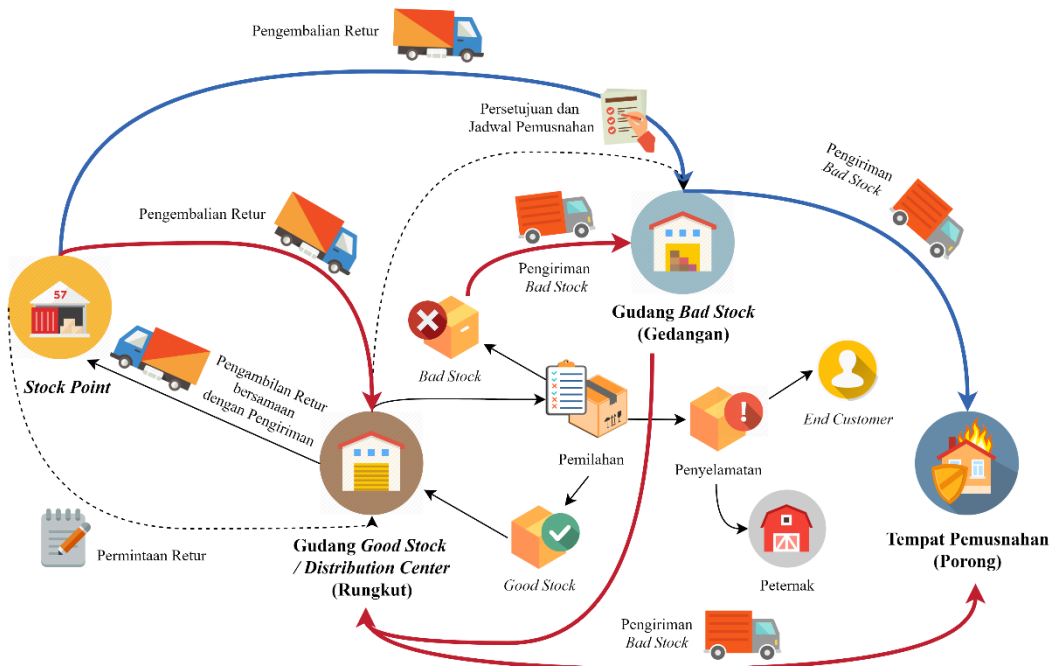 Pengembalian Retur
Persetujuan dan
Jadwal Pemusnahan
Pengiriman
Bad Stock
Pengembalian Retur
57
Pengiriman
Bad Stock
Gudang Bad Stock
(Gedangan)
Stock Point
Pengambilan Retur
bersamaan
dengan Pengiriman
Bad Stock
End Customer
Pemilahan
Penyelamatan
Permintaan Retur
Gudang Good Stock
/ Distribution Center
(Rungkut)
Good Stock
Peternak
Tempat Pemusnahan
(Porong)
Pengiriman
Bad Stock